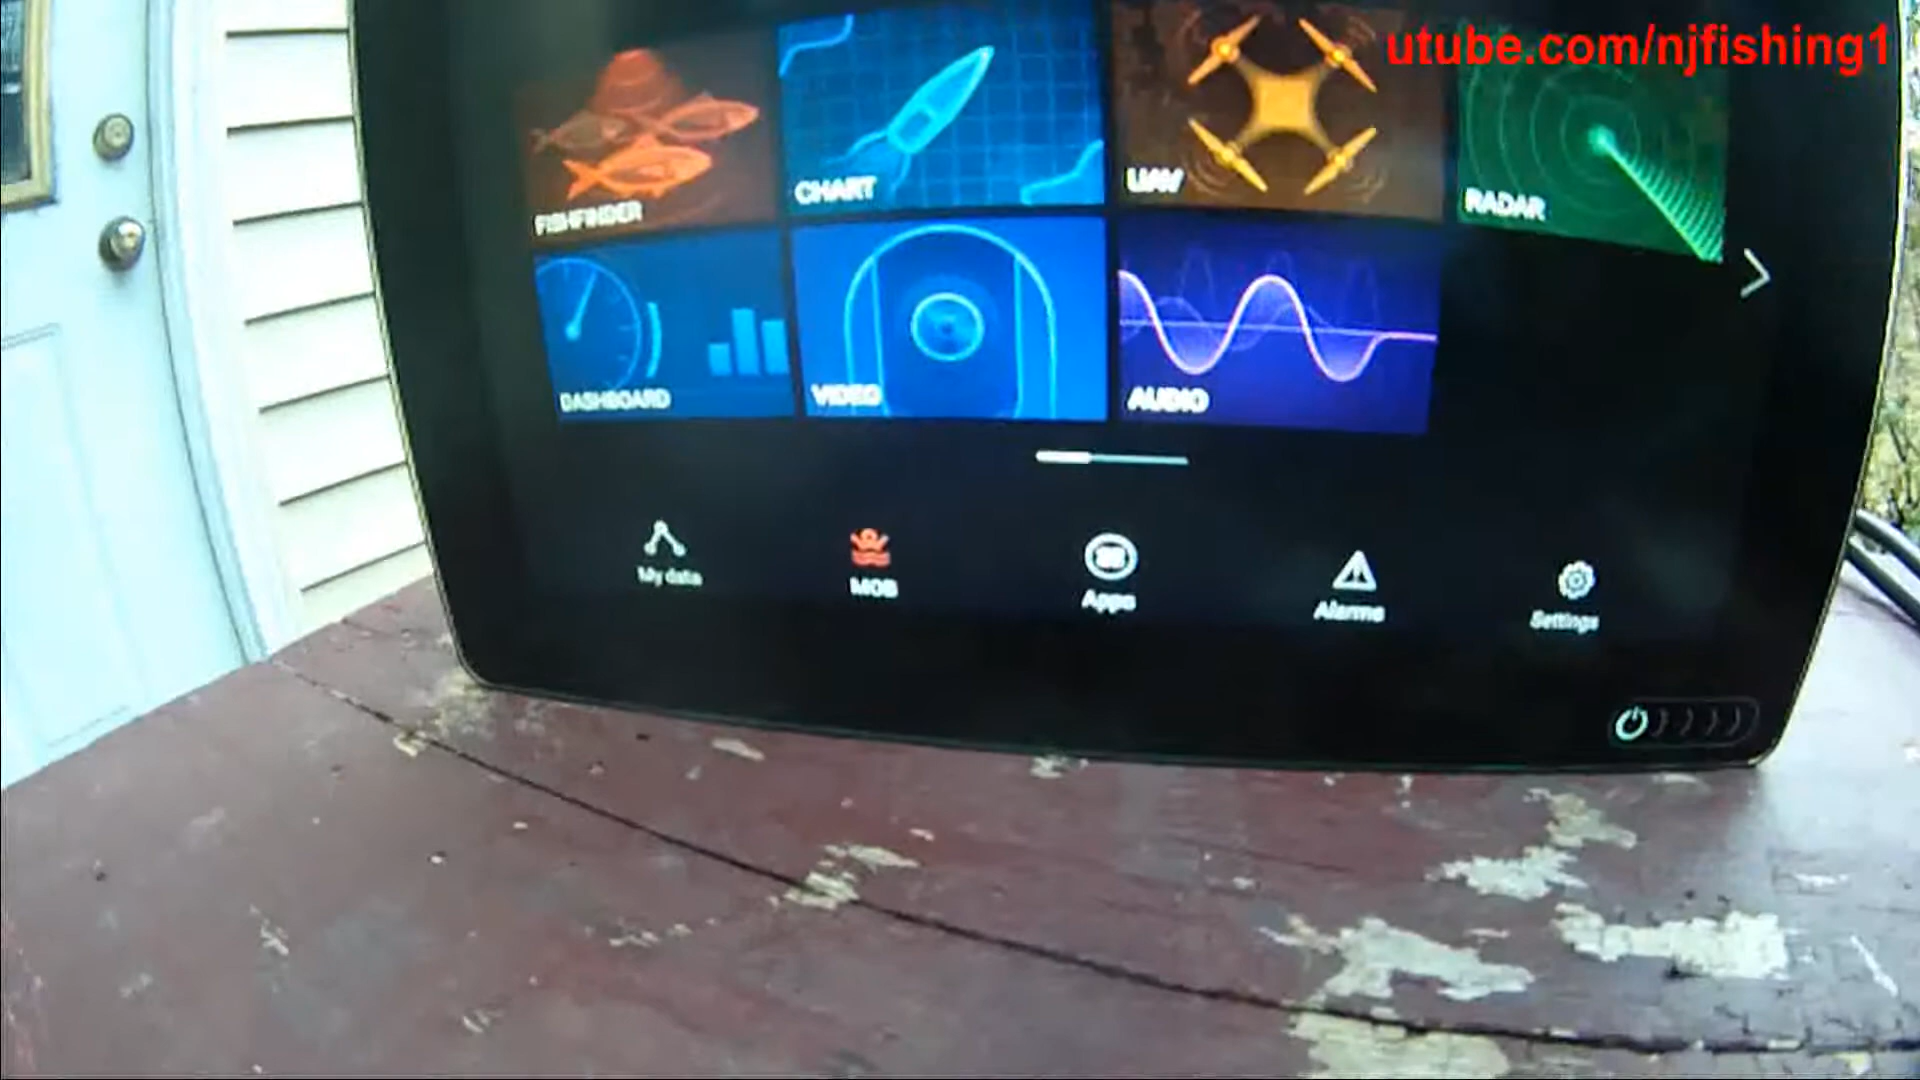 utube.com/njfishing1
FISHFINDER
CHART
UAV
RADAR
DASHBOARD
VIDEO
AUDIO
My data
MOB
Apps
Alarms
Settings